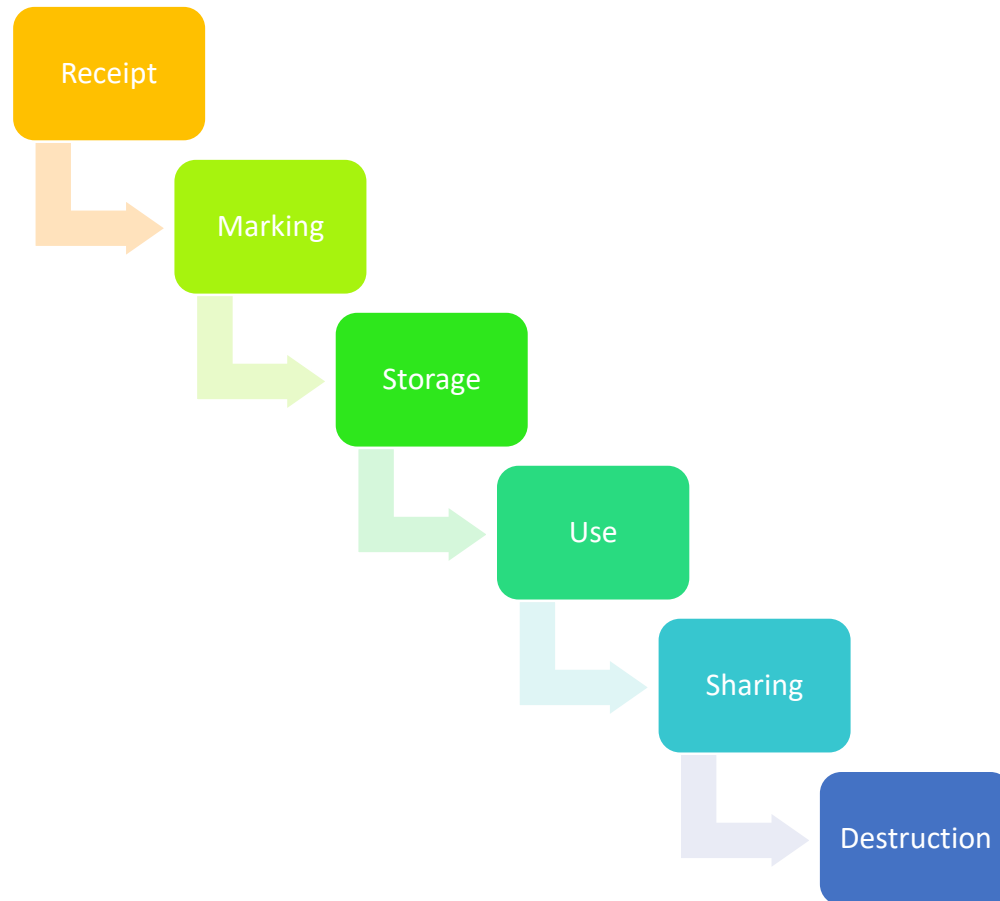 Receipt
Marking
Storage
Use
Sharing
Destruction